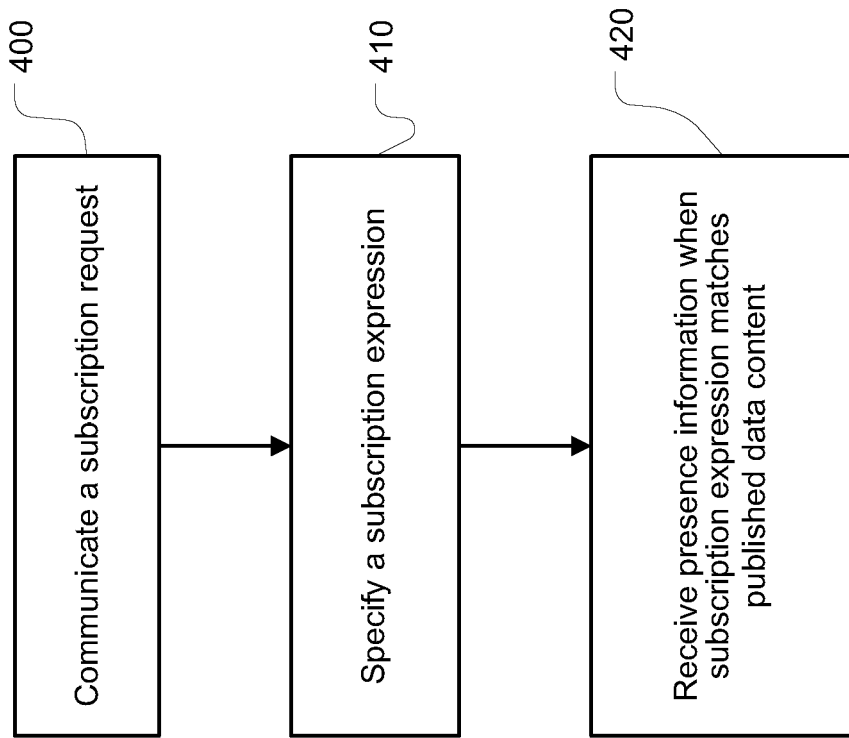 Communicate a subscription request
400
Specify a subscription expression
410
Receive presence information when
subscription expression matches
published data content
420